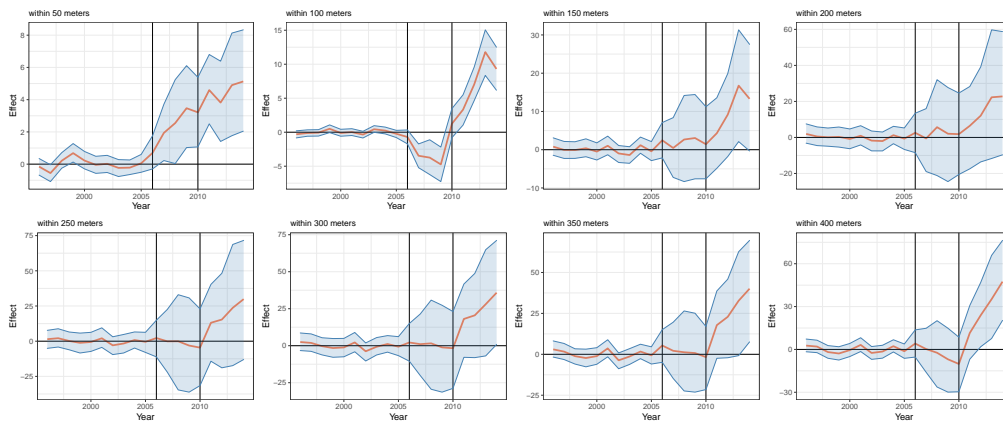 within 50 meters
8
6
4
2
0
Effect
2000
2005
2010
Year
within 100 meters
15
10
5
0
−5
Effect
2000
2005
2010
Year
within 150 meters
30
20
10
0
−10
Effect
2000
2005
2010
Year
within 200 meters
60
40
20
0
−20
Effect
2000
2005
2010
Year
within 250 meters
75
50
25
0
−25
Effect
2000
2005
2010
Year
within 300 meters
75
50
25
0
−25
Effect
2000
2005
2010
Year
within 350 meters
50
25
0
−25
Effect
2000
2005
2010
Year
within 400 meters
60
30
0
−30
Effect
2000
2005
2010
Year